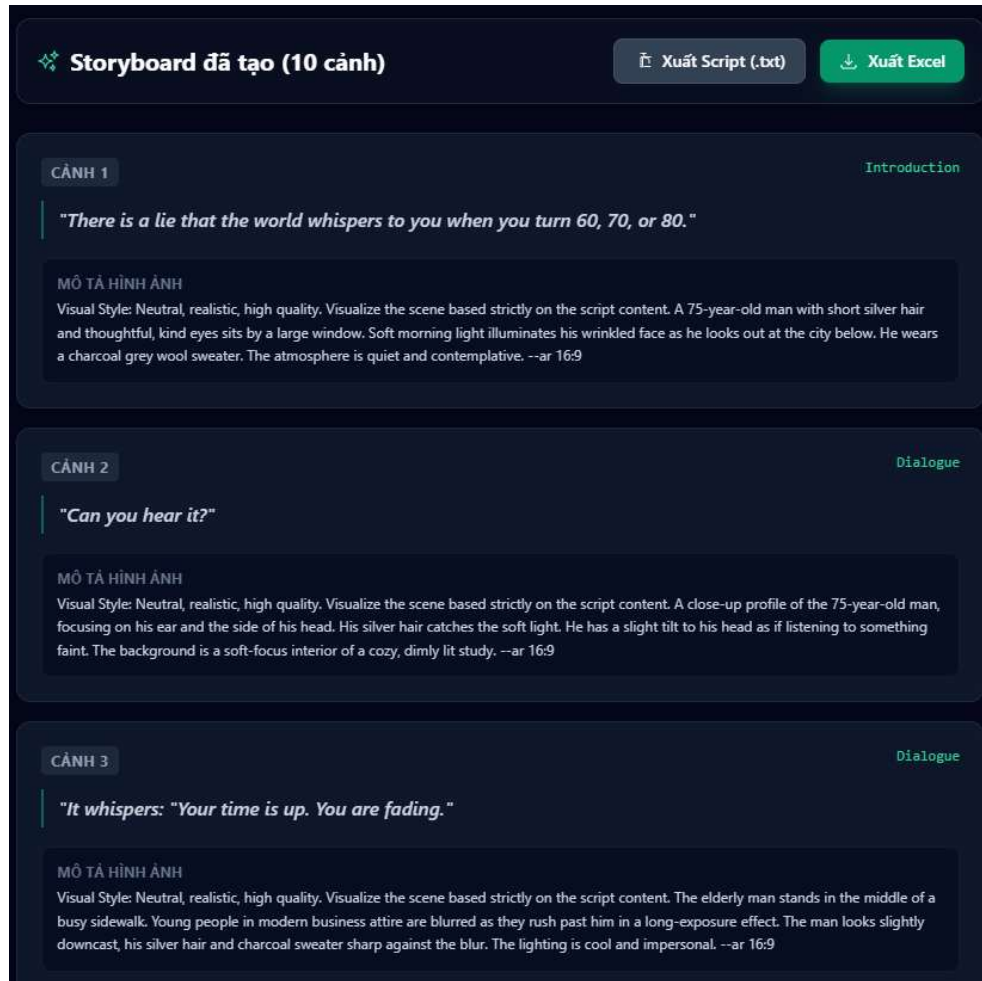 Storyboard đã tạo (10 cảnh)
Xuất Script (.txt)
Xuất Excel
CẢNH 1
Introduction
"There is a lie that the world whispers to you when you turn 60, 70, or 80."
MÔ TẢ HÌNH ẢNH
Visual Style: Neutral, realistic, high quality. Visualize the scene based strictly on the script content. A 75-year-old man with short silver hair
and thoughtful, kind eyes sits by a large window. Soft morning light illuminates his wrinkled face as he looks out at the city below. He wears
a charcoal grey wool sweater. The atmosphere is quiet and contemplative. --ar 16:9
CẢNH 2
Dialogue
"Can you hear it?"
MÔ TẢ HÌNH ẢNH
Visual Style: Neutral, realistic, high quality. Visualize the scene based strictly on the script content. A close-up profile of the 75-year-old man,
focusing on his ear and the side of his head. His silver hair catches the soft light. He has a slight tilt to his head as if listening to something
faint. The background is a soft-focus interior of a cozy, dimly lit study. --ar 16:9
CẢNH 3
Dialogue
"It whispers: "Your time is up. You are fading."
MÔ TẢ HÌNH ẢNH
Visual Style: Neutral, realistic, high quality. Visualize the scene based strictly on the script content. The elderly man stands in the middle of a
busy sidewalk. Young people in modern business attire are blurred as they rush past him in a long-exposure effect. The man looks slightly
downcast, his silver hair and charcoal sweater sharp against the blur. The lighting is cool and impersonal. --ar 16:9